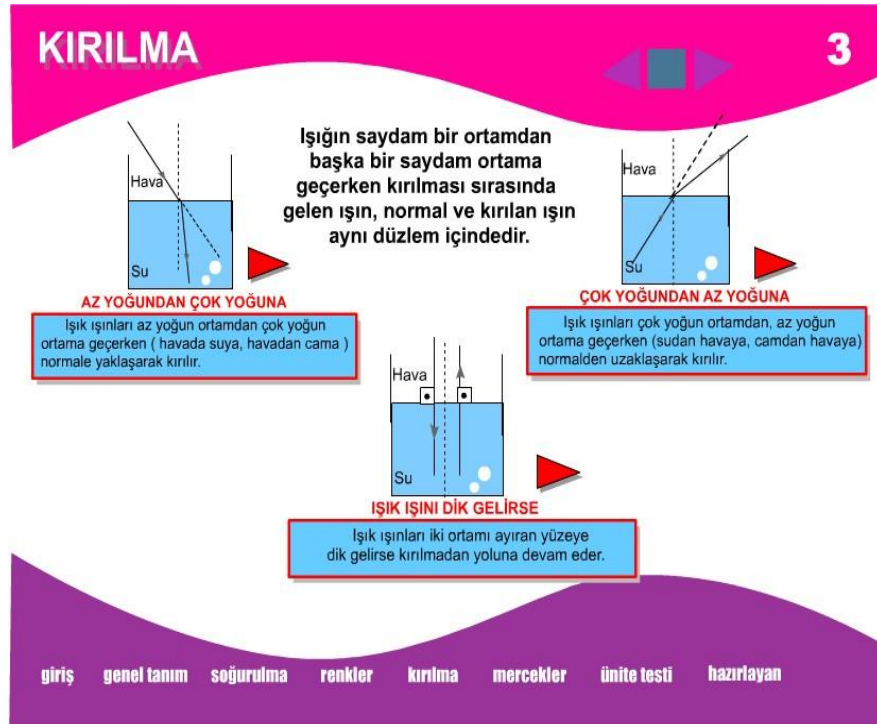 KIRILMA
3
Işığın saydam bir ortamdan
başka bir saydam ortama
geçerken kırılması sırasında
gelen ışın, normal ve kırılan ışın
aynı düzlem içindedir.
Hava
Su
AZ YOĞUNDAN ÇOK YOĞUNA
Işık ışınları az yoğun ortamdan çok yoğun
ortama geçerken ( havada suya, havadan cama )
normale yaklaşarak kırılır.
Hava
Su
ÇOK YOĞUNDAN AZ YOĞUNA
Işık ışınları çok yoğun ortamdan, az yoğun
ortama geçerken (sudan havaya, camdan havaya)
normalden uzaklaşarak kırılır.
Hava
Su
IŞIK IŞINI DİK GELİRSE
Işık ışınları iki ortamı ayıran yüzeye
dik gelirse kırılmadan yoluna devam eder.
giriş genel tanım soğurulma renkler kırılma mercekler ünite testi hazırlayan